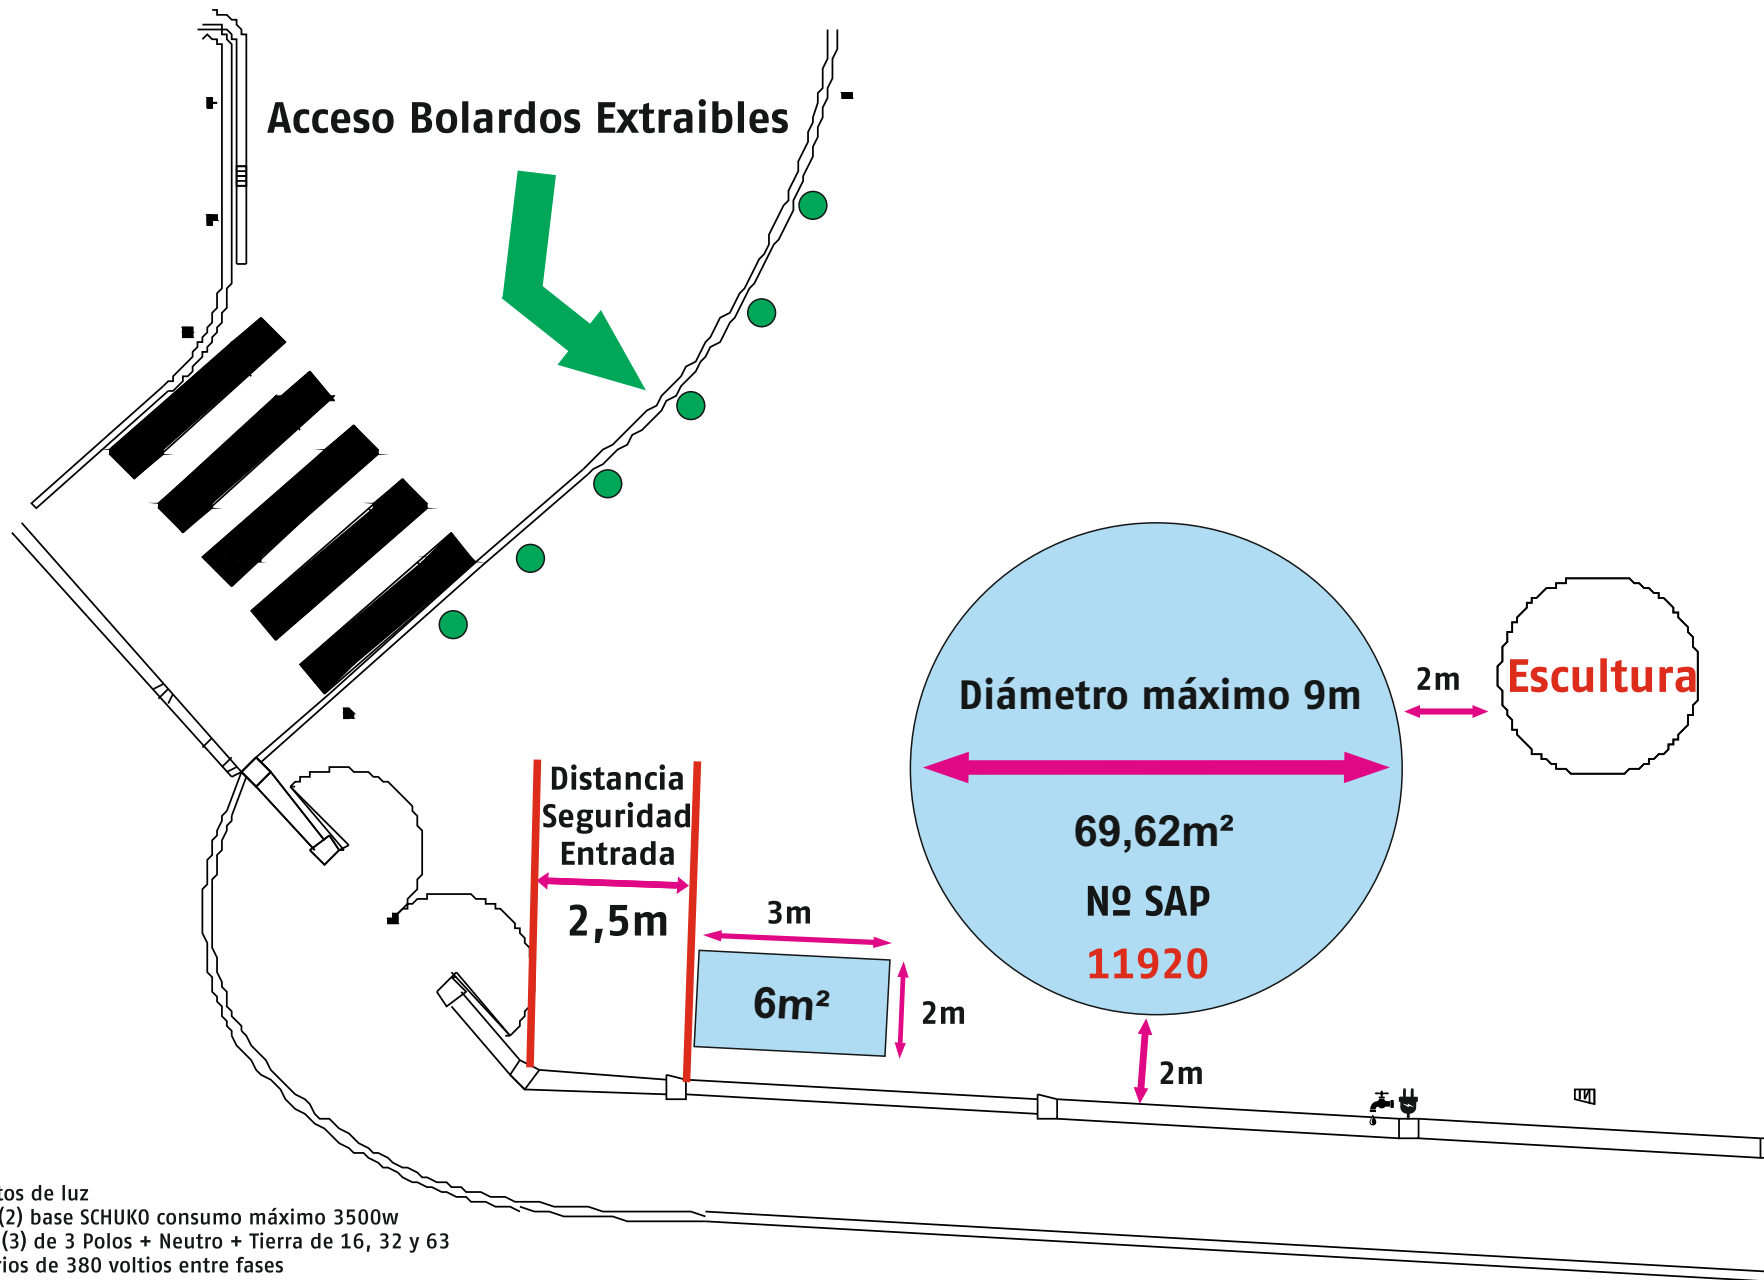 Acceso Bolardos Extraibles
Diámetro máximo 9m
69,62m²
Nº SAP
11920
2m
Escultura
Distancia
Seguridad
Entrada
2,5m
3m
6m²
2m
2m
de luz
(2) base SCHUKO consumo máximo 3500w
(3) de 3 Polos + Neutro + Tierra de 16, 32 y 63
de 380 voltios entre fases